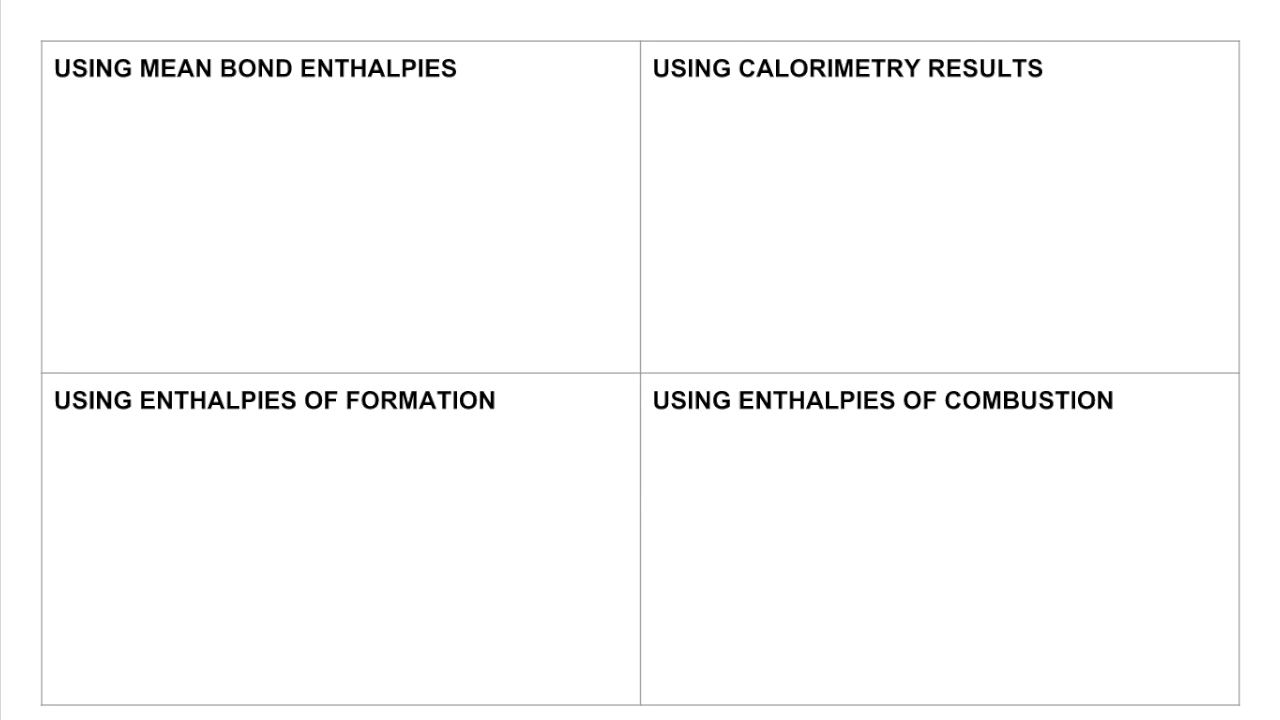 USING MEAN BOND ENTHALPIES
USING CALORIMETRY RESULTS
USING ENTHALPIES OF FORMATION
USING ENTHALPIES OF COMBUSTION